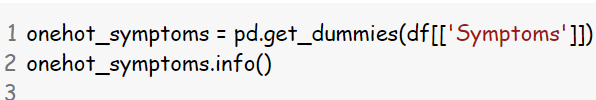 1 onehot_symptoms = pd.get_dummies(df[['Symptoms']])
2 onehot_symptoms.info()
3